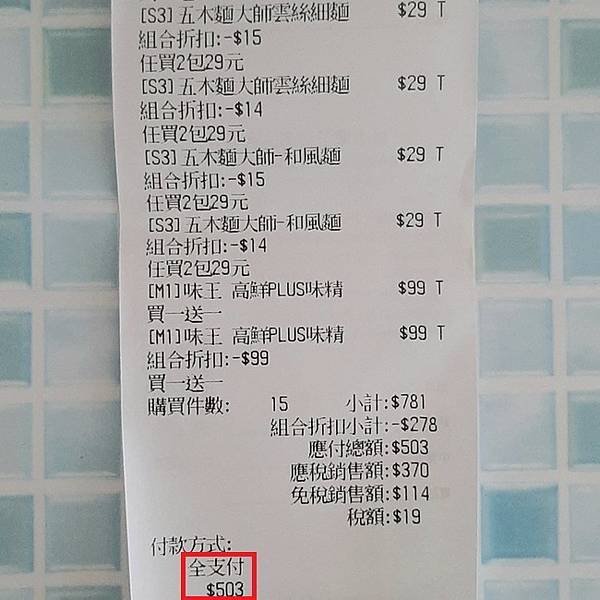 [S3]五木麵大師雲絲細麵 $29 T
組合折扣:-$15
任買2包29元
[S3]五木麵大師雲絲細麵 $29 T
組合折扣:-$14
任買2包29元
[S3]五木麵大師-和風麵 $29 T
組合折扣:-$15
任買2包29元
[S3]五木麵大師-和風麵 $29 T
組合折扣:-$14
任買2包29元
[M1]味王 高鮮PLUS味精 $99 T
買一送一
[M1]味王 高鮮PLUS味精 $99 T
組合折扣:-$99
買一送一
購買件數: 15 小計:$781
組合折扣小計:-$278
應付總額:$503
應稅銷售額:$370
免稅銷售額:$114
稅額:$19
付款方式:
全支付
$503